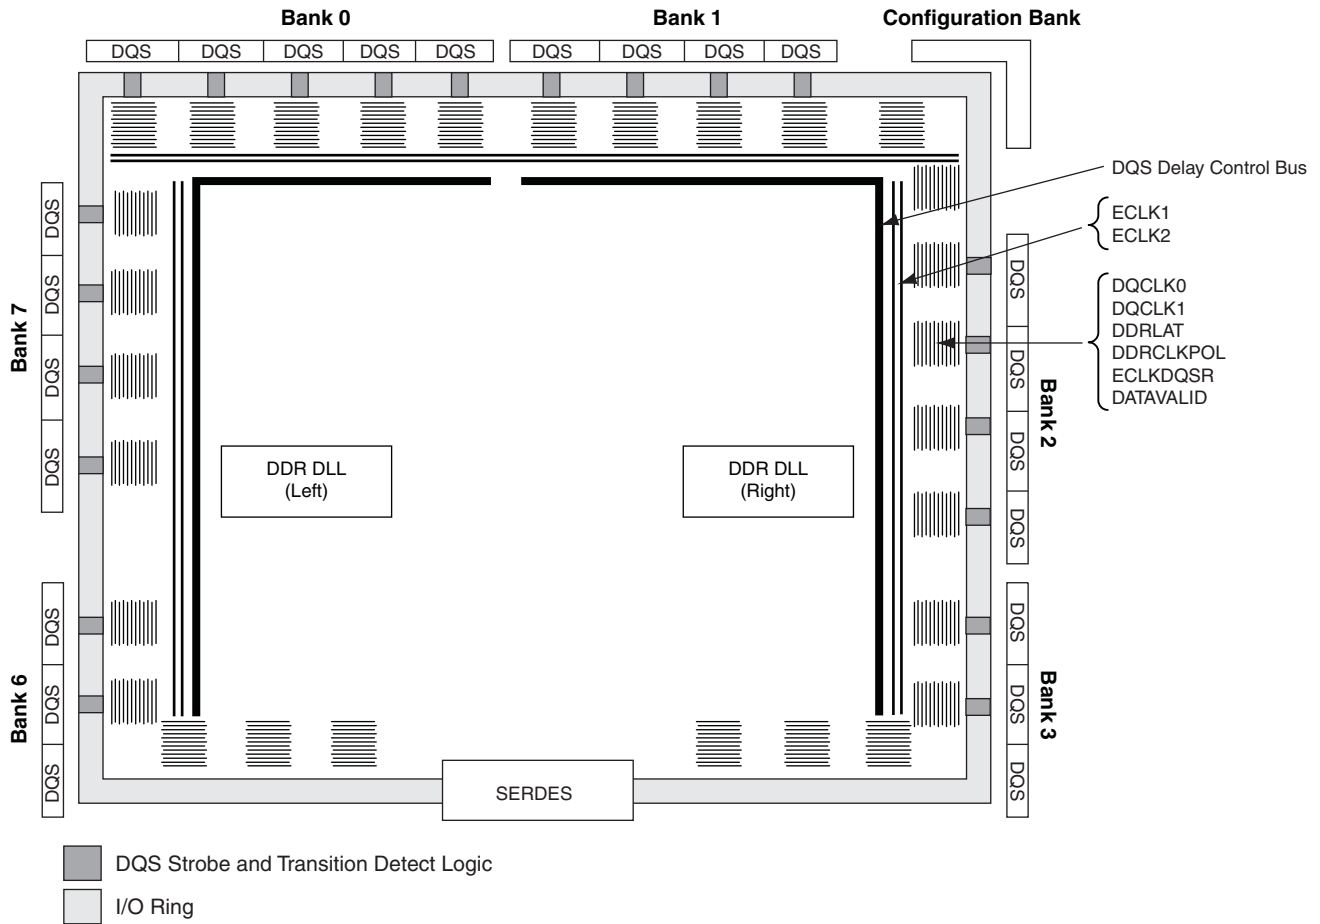 Bank 0
Bank 1
Configuration Bank
DQS DQS DQS DQS DQS
DQS DQS DQS DQS
DQS Delay Control Bus
ECLK1
ECLK2
DQCLK0
DQCLK1
DDRLAT
DDRCLKPOL
ECLKDQSR
DATAVALID
Bank 7
DQS
DQS
DQS
DQS
Bank 6
DQS
DQS
DQS
DDR DLL
(Left)
DDR DLL
(Right)
DQS
DQS
DQS
DQS
Bank 2
DQS
DQS
DQS
Bank 3
SERDES
DQS Strobe and Transition Detect Logic
I/O Ring